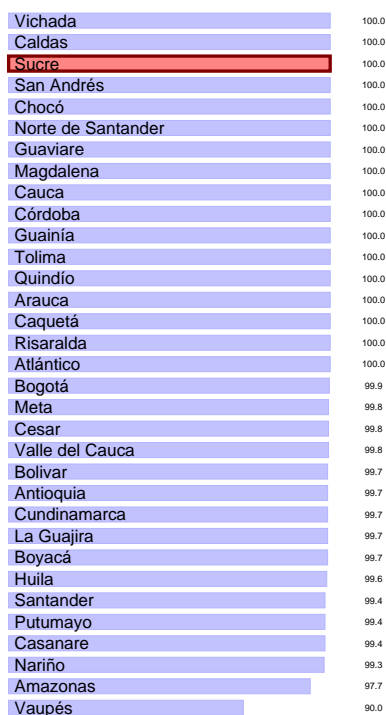 Vichada 100.0
Caldas 100.0
Sucre 100.0
San Andrés 100.0
Chocó 100.0
Norte de Santander 100.0
Guaviare 100.0
Magdalena 100.0
Cauca 100.0
Córdoba 100.0
Guainía 100.0
Tolima 100.0
Quindío 100.0
Arauca 100.0
Caquetá 100.0
Risaralda 100.0
Atlántico 100.0
Bogotá 99.9
Meta 99.8
Cesar 99.8
Valle del Cauca 99.8
Bolivar 99.7
Antioquia 99.7
Cundinamarca 99.7
La Guajira 99.7
Boyacá 99.7
Huila 99.6
Santander 99.4
Putumayo 99.4
Casanare 99.4
Nariño 99.3
Amazonas 97.7
Vaupés 90.0